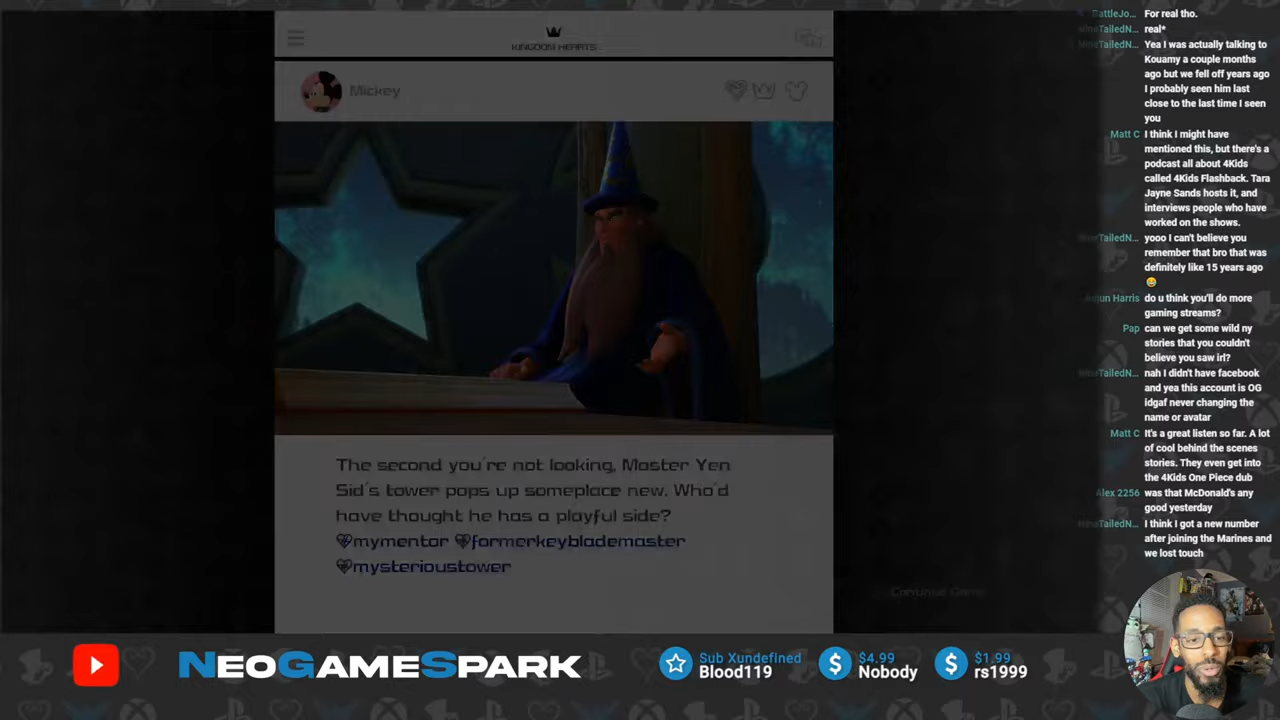 KINGDOM HEARTS
Mickey
The second you're not looking, Master Yen
Sid's tower pops up someplace new. Who'd
have thought he has a playful side?
mymentor formerkeyblademaster
mysterioustower
Continue Game
BattleJo... For real tho.
NineTailedN... real*
NineTailedN... Yea I was actually talking to
Kouamy a couple months
ago but we fell off years ago
I probably seen him last
close to the last time I seen
you
Matt C I think I might have
mentioned this, but there's a
podcast all about 4Kids
called 4Kids Flashback. Tara
Jayne Sands hosts it, and
interviews people who have
worked on the shows.
NineTailedN... yooo I can't believe you
remember that bro that was
definitely like 15 years ago
😂
Harris do u think you'll do more
gaming streams?
Pap can we get some wild ny
stories that you couldn't
believe you saw irl?
NineTailedN... nah I didn't have facebook
and yea this account is OG
idgaf never changing the
name or avatar
Matt C It's a great listen so far. A lot
of cool behind the scenes
stories. They even get into
the 4Kids One Piece dub
Alex 2256 was that McDonald's any
good yesterday
NineTailedN... I think I got a new number
after joining the Marines and
we lost touch
NEOGAMESPARK
Sub Xundefined
Blood119
$4.99
Nobody
$1.99
rs1999